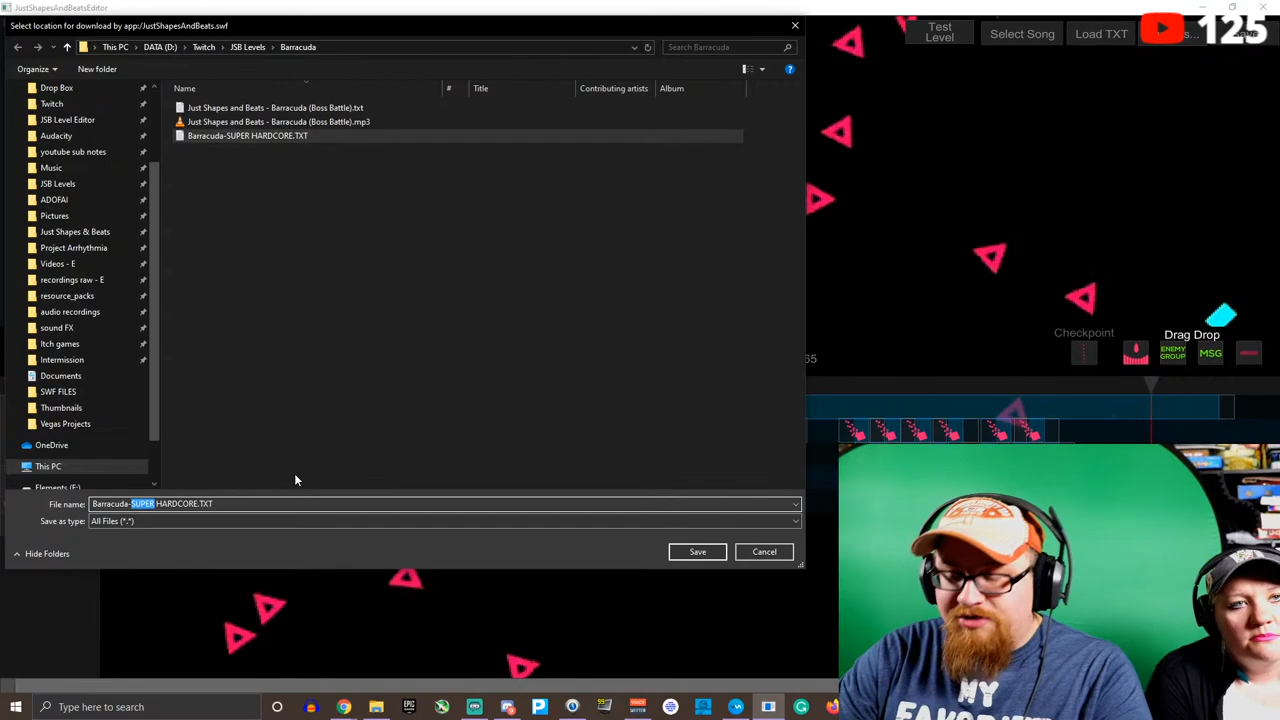 JustShapesAndBeatsEditor
Select location for download by app:/JustShapesAndBeats.swf
This PC > DATA (D:) > Twitch > JSB Levels > Barracuda
Search Barracuda
Organize
New folder
Name
#
Title
Contributing artists
Album
Drop Box
Twitch
JSB Level Editor
Audacity
youtube sub notes
Music
JSB Levels
ADOFAI
Pictures
Just Shapes & Beats
Project Arrhythmia
Videos - E
recordings raw - E
resource_packs
audio recordings
sound FX
Itch games
Intermission
Documents
SWF FILES
Thumbnails
Vegas Projects
OneDrive
This PC
Elements (F:)
Just Shapes and Beats - Barracuda (Boss Battle).txt
Just Shapes and Beats - Barracuda (Boss Battle).mp3
Barracuda-SUPER HARDCORE.TXT
File name: Barracuda-SUPER HARDCORE.TXT
Save as type: All Files (*.*)
Hide Folders
Save
Cancel
Test Level
Select Song
Load TXT
125
Checkpoint
Drag Drop
ENEMY GROUP
MSG
65
MY
FAVORI
Type here to search